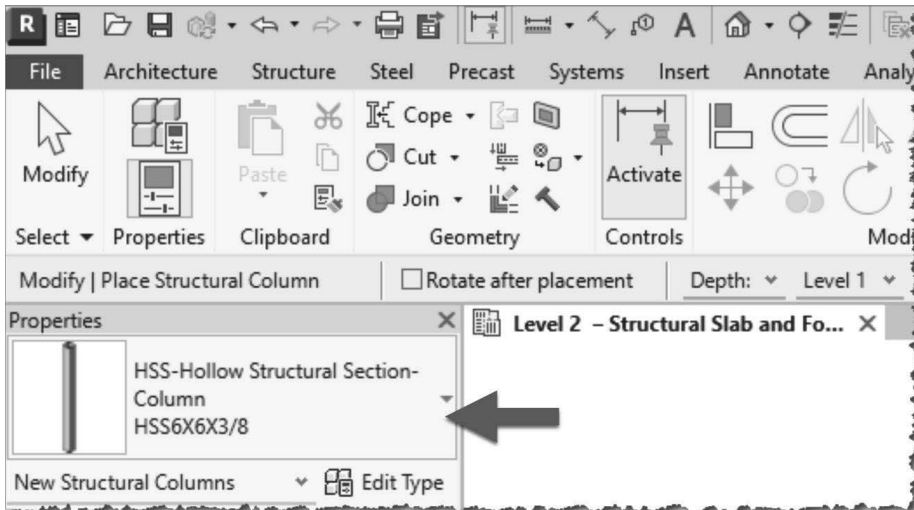 R A
File Architecture Structure Steel Precast Systems Insert Annotate Analy
Cope
Cut
Modify Paste Activate
Join
Select Properties Clipboard Geometry Controls Modi
Modify | Place Structural Column Rotate after placement Depth: Level 1
Properties
Level 2 – Structural Slab and Fo...
HSS-Hollow Structural Section-
Column
HSS6X6X3/8
New Structural Columns Edit Type